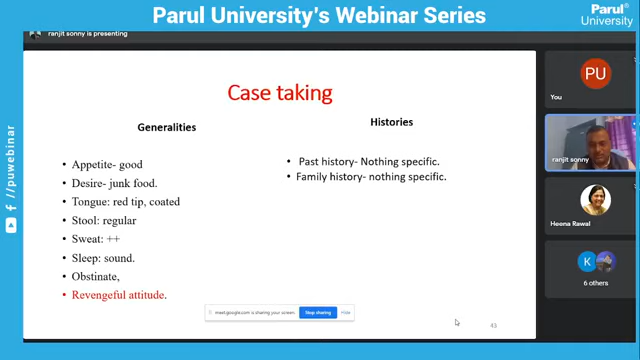 Parul University's Webinar Series
Parul®
University
ranjit sonny is presenting
Case taking
Generalities
• Appetite- good
• Desire- junk food.
• Tongue: red tip, coated
• Stool: regular
• Sweat: ++
• Sleep: sound.
• Obstinate,
• Revengeful attitude.
Histories
• Past history- Nothing specific.
• Family history- nothing specific.
meet.google.com is sharing your screen.
Stop sharing
Hide
43
PU
You
ranjit sonny
Heena Rawal
K
6 others
/puwebinar